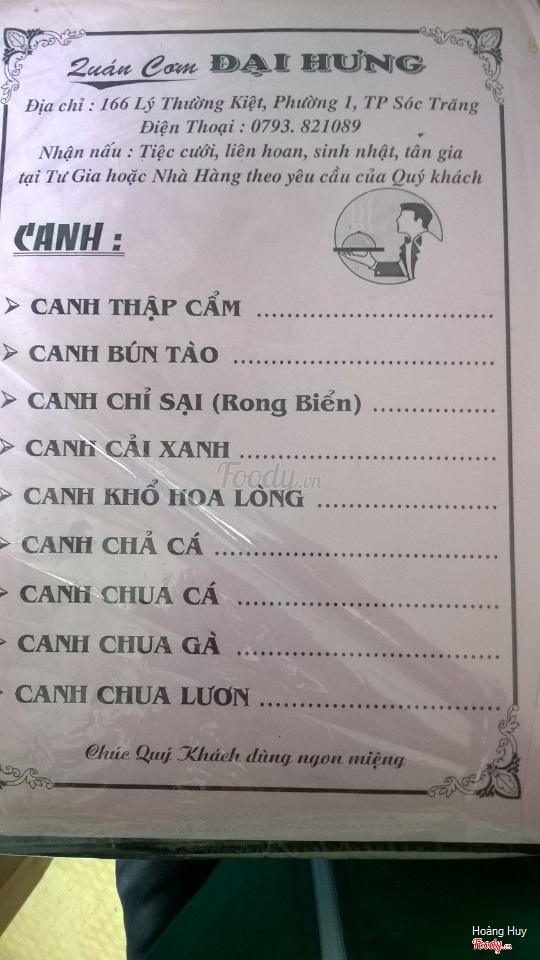 Quán Cơm ĐẠI HƯNG
Địa chỉ : 166 Lý Thường Kiệt, Phường 1, TP Sóc Trăng
Điện Thoại : 0793. 821089
Nhận nấu : Tiệc cưới, liên hoan, sinh nhật, tân gia
tại Tư Gia hoặc Nhà Hàng theo yêu cầu của Quý khách
CANH :
CANH THẬP CẨM ........................................
CANH BÚN TÀO ............................................
CANH CHỈ SẠI (Rong Biển) ....................
CANH CẢI XANH ...........................................
Foody.vn
CANH KHỔ HOA LÒNG ..............................
CANH CHẢ CÁ ...............................................
CANH CHUA CÁ ...........................................
CANH CHUA GÀ ...........................................
CANH CHUA LƯƠN ........................................
Chúc Quý Khách dùng ngon miệng
Hoàng Huy
Foody.vn